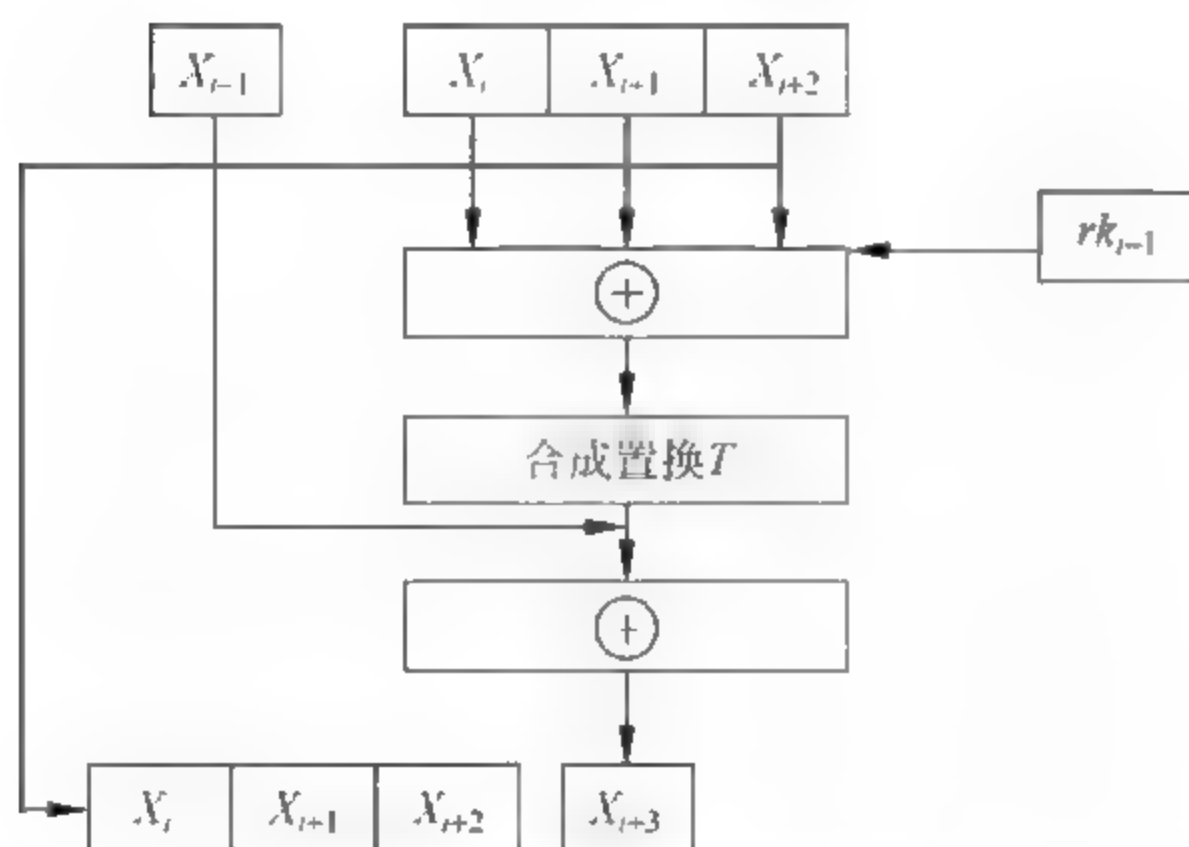 X_{i-1} X_i X_{i+1} X_{i+2}
rk_{i-1}
⊕
合成置换T
⊕
X_i X_{i+1} X_{i+2} X_{i+3}